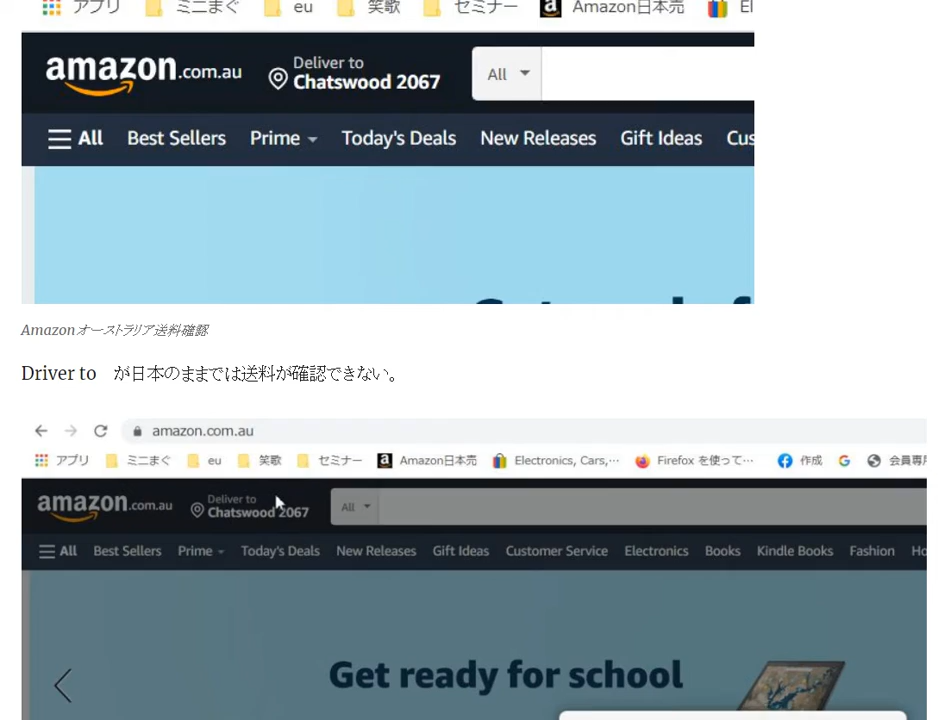 アプリ ミニまぐ eu 笑歌 セミナー Amazon日本売 El
amazon.com.au Deliver to
Chatswood 2067 All
All Best Sellers Prime Today's Deals New Releases Gift Ideas Cus
Amazonオーストラリア送料確認
Driver to　が日本のままでは送料が確認できない。
amazon.com.au
アプリ ミニまぐ eu 笑歌 セミナー Amazon日本売 Electronics, Cars,… Firefox を使って… 作成 会員専用
amazon.com.au Deliver to
Chatswood 2067 All
All Best Sellers Prime Today's Deals New Releases Gift Ideas Customer Service Electronics Books Kindle Books Fashion Ho
Get ready for school